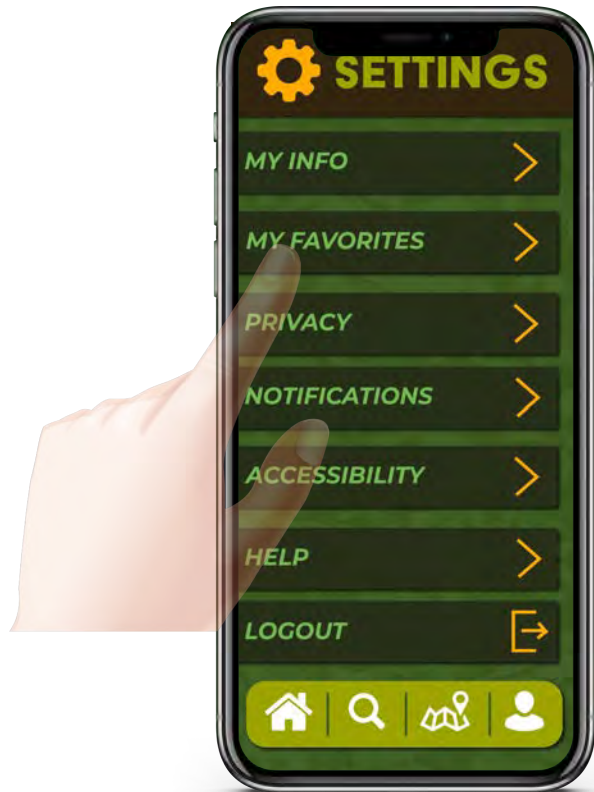 SETTINGS
MY INFO
MY FAVORITES
PRIVACY
NOTIFICATIONS
ACCESSIBILITY
HELP
LOGOUT